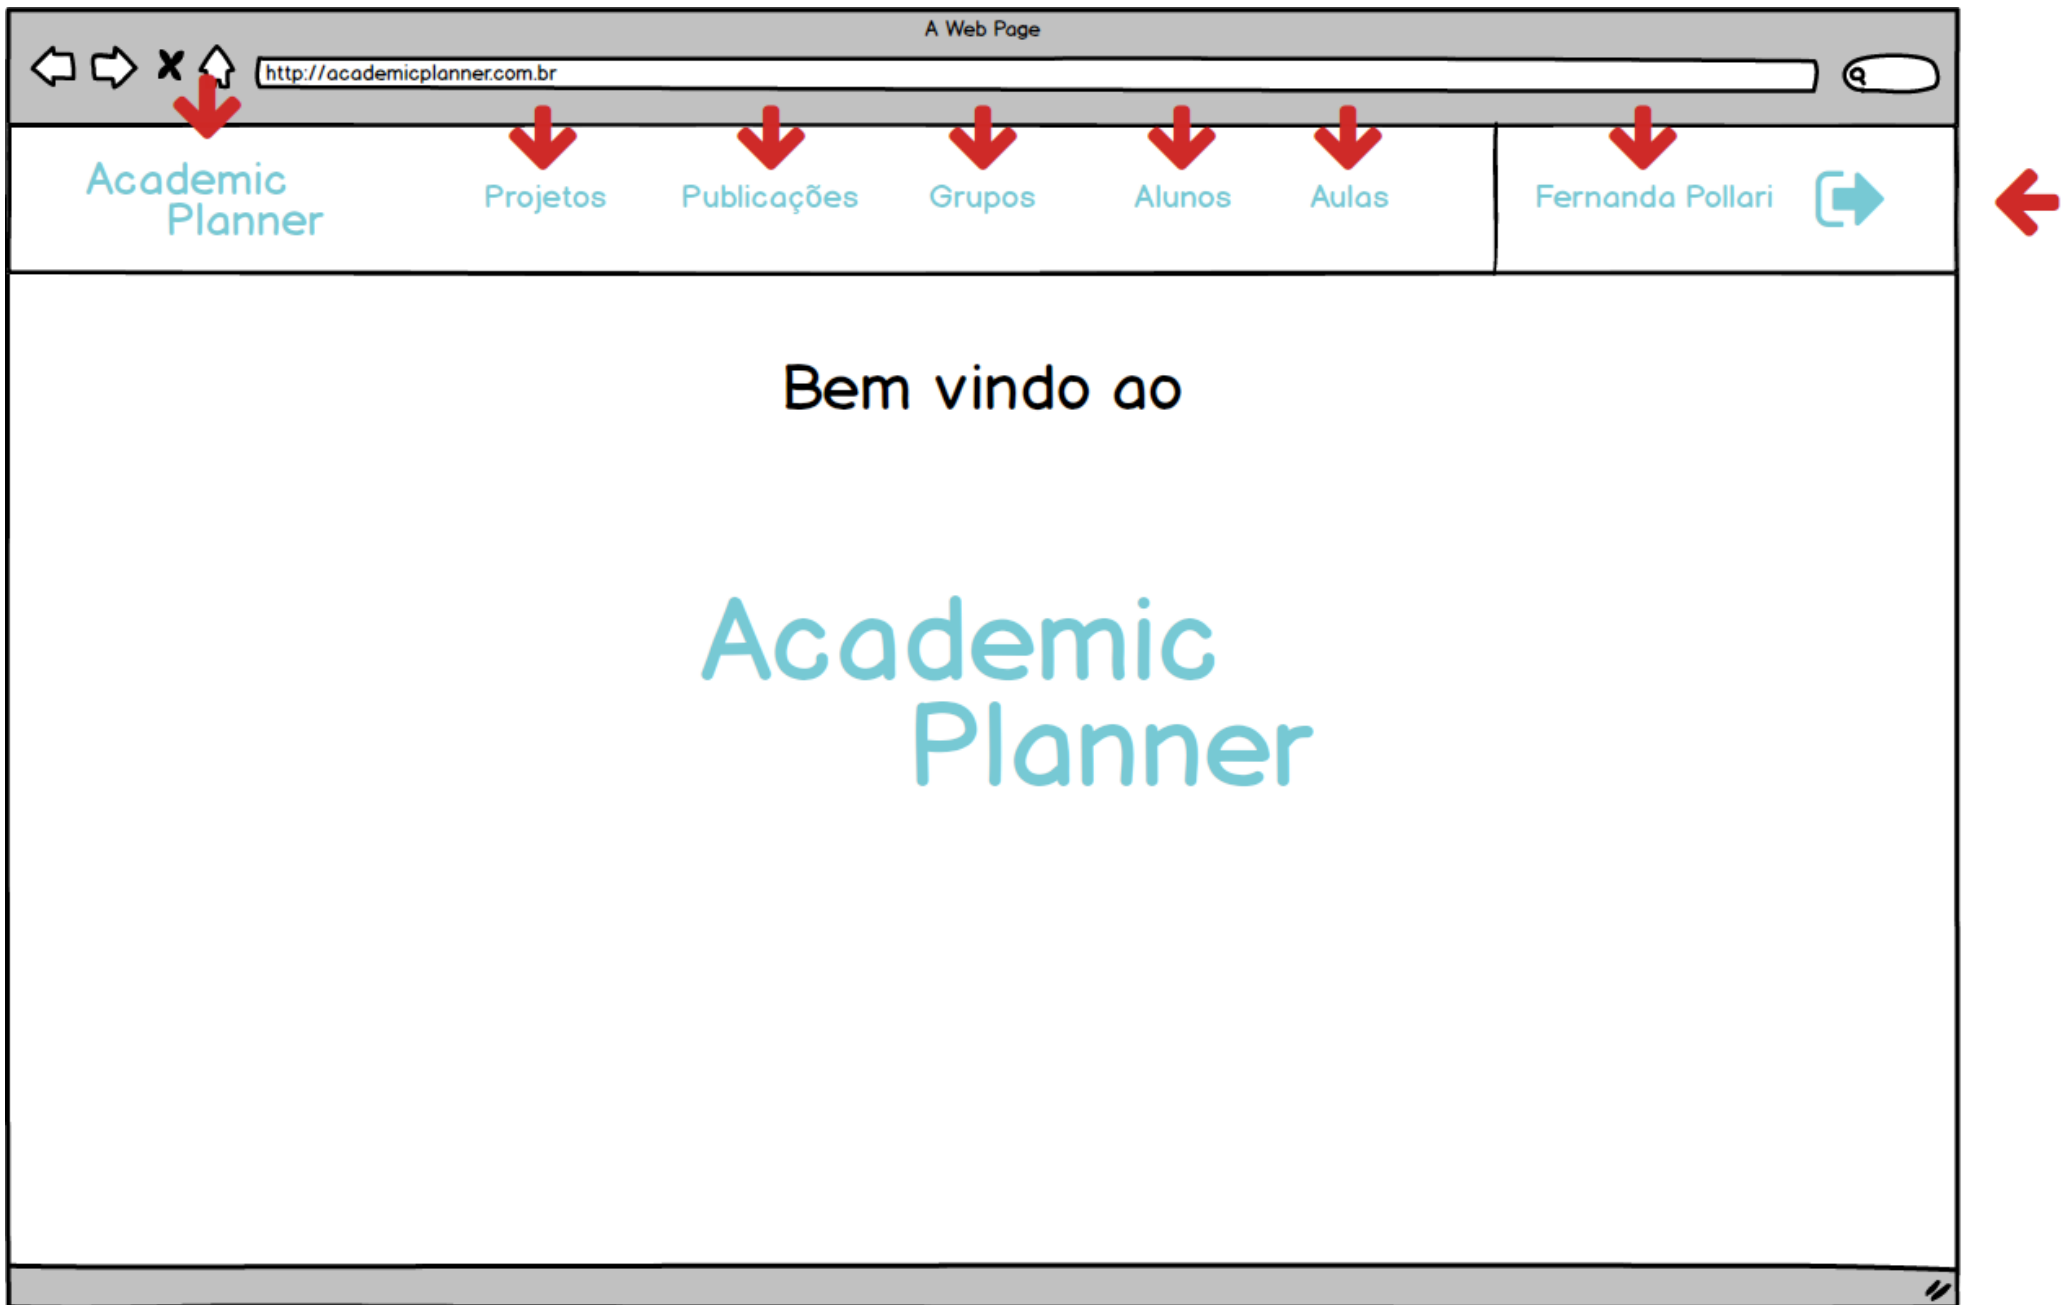 A Web Page
http://academicplanner.com.br
Academic
Planner
Projetos
Publicações
Grupos
Alunos
Aulas
Fernanda Pollari
Bem vindo ao
Academic
Planner